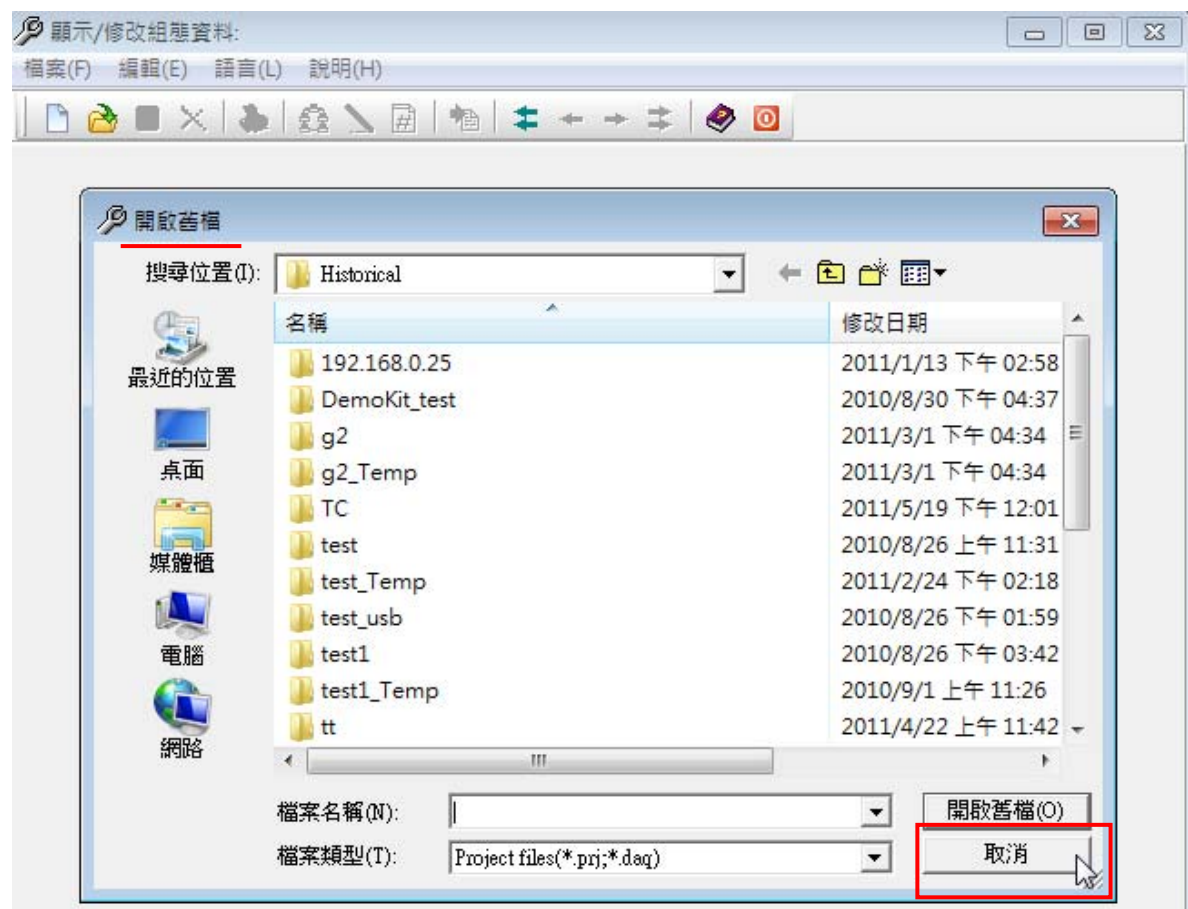 顯示/修改組態資料:
檔案(F) 編輯(E) 語言(L) 說明(H)
開啟舊檔
搜尋位置(I): Historical
名稱 修改日期
192.168.0.25 2011/1/13 下午 02:58
DemoKit_test 2010/8/30 下午 04:37
g2 2011/3/1 下午 04:34
g2_Temp 2011/3/1 下午 04:34
TC 2011/5/19 下午 12:01
test 2010/8/26 上午 11:31
test_Temp 2011/2/24 下午 02:18
test_usb 2010/8/26 下午 01:59
test1 2010/8/26 下午 03:42
test1_Temp 2010/9/1 上午 11:26
tt 2011/4/22 上午 11:42
最近的位置
桌面
媒體櫃
電腦
網路
檔案名稱(N): 開啟舊檔(O)
檔案類型(T): Project files(*.prj;*.daq) 取消